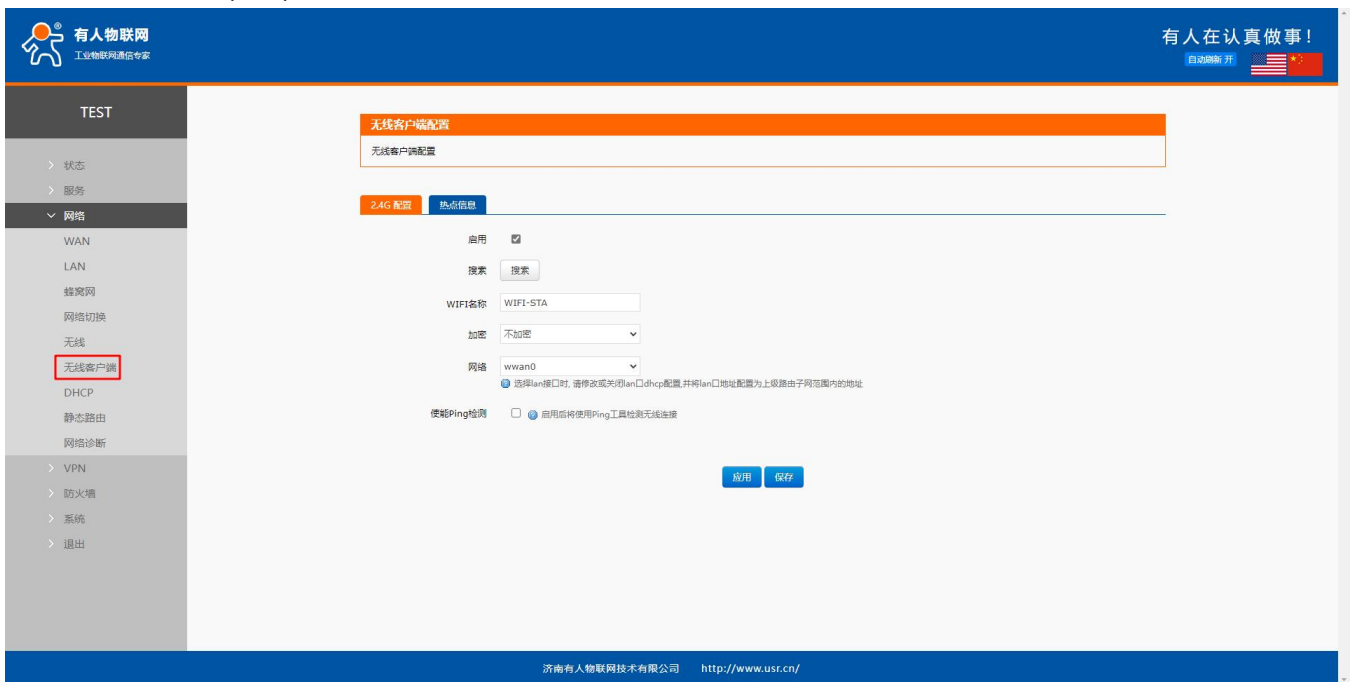 有人物联网
工业物联网通信专家
有人在认真做事!
自动刷新 开
TEST
状态
服务
网络
WAN
LAN
蜂窝网
网络切换
无线
无线客户端
DHCP
静态路由
网络诊断
VPN
防火墙
系统
退出
无线客户端配置
无线客户端配置
2.4G 配置 热点信息
启用
搜索 搜索
WIFI名称 WIFI-STA
加密 不加密
网络 wwan0
选择lan接口时, 请修改或关闭lan口dhcp配置,并将lan口地址配置为上级路由子网范围内的地址
使能Ping检测 启用后将使用Ping工具检测无线连接
应用 保存
济南有人物联网技术有限公司 http://www.usr.cn/